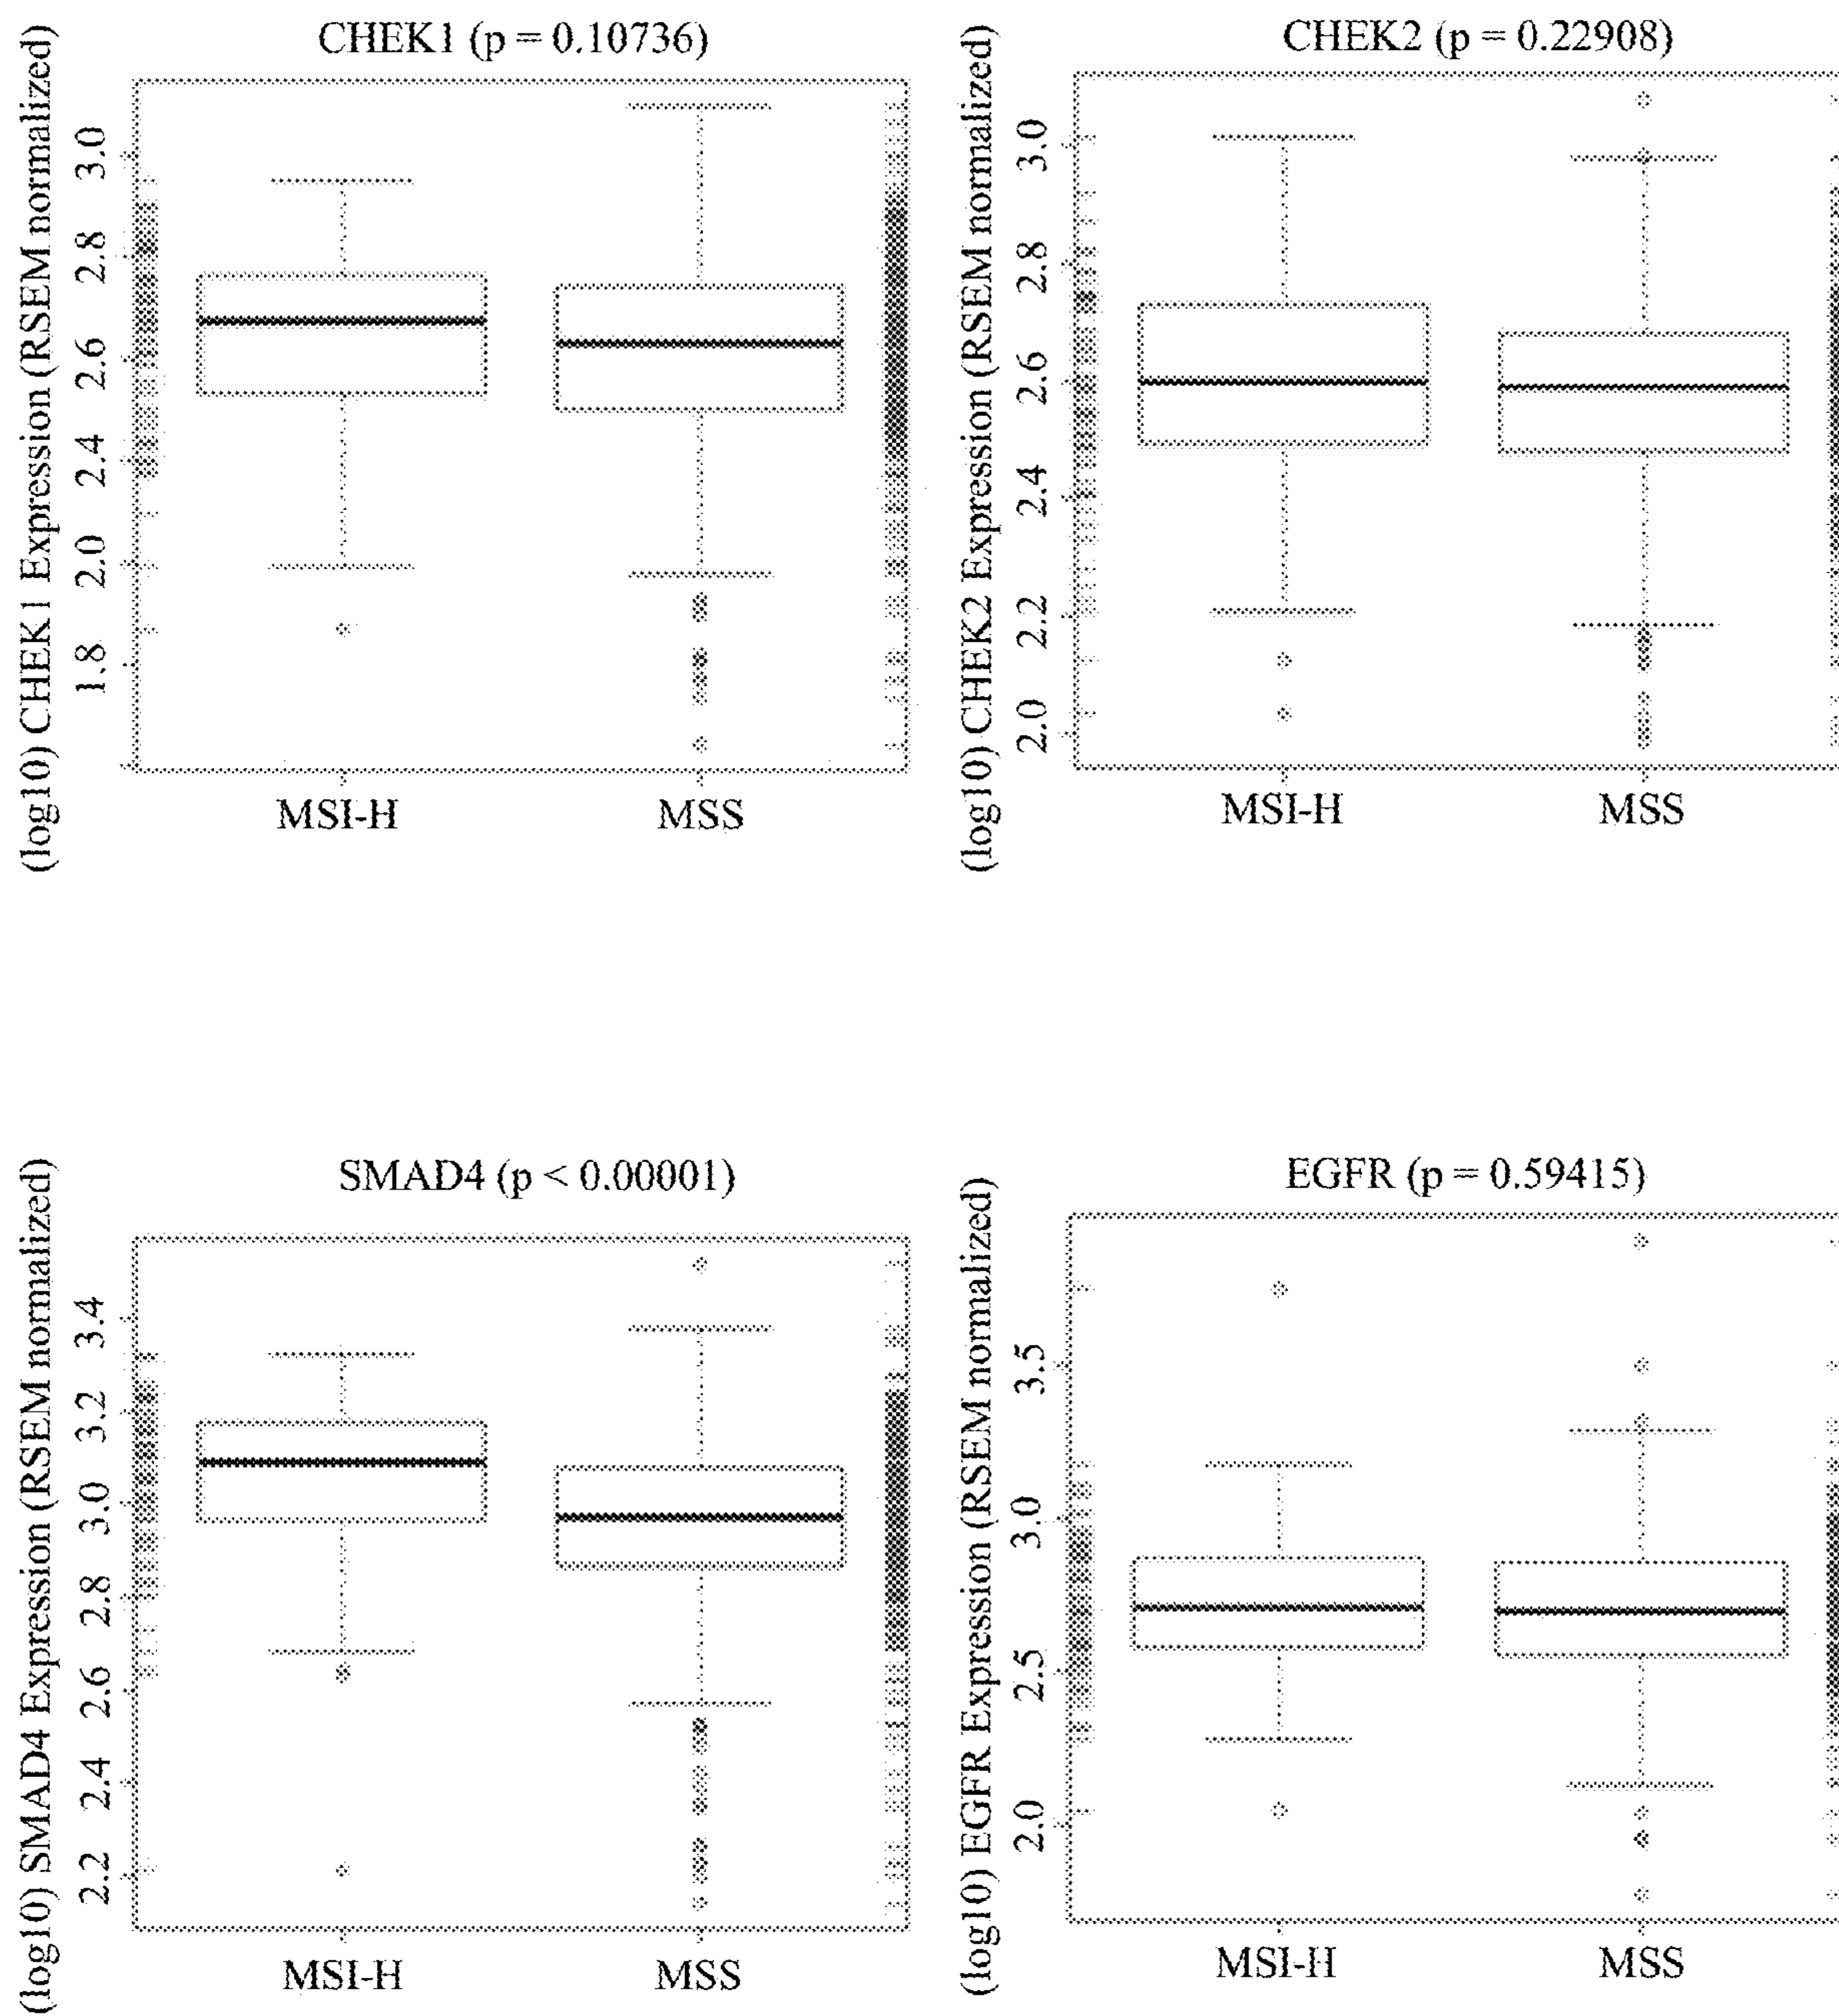 CHEK1 (p = 0.10736)
(log10) CHEK1 Expression (RSEM normalized)
3.0
2.8
2.6
2.4
2.0
1.8
MSI-H
MSS
CHEK2 (p = 0.22908)
(log10) CHEK2 Expression (RSEM normalized)
3.0
2.8
2.6
2.4
2.2
2.0
MSI-H
MSS
SMAD4 (p < 0.00001)
(log10) SMAD4 Expression (RSEM normalized)
3.4
3.2
3.0
2.8
2.6
2.4
2.2
MSI-H
MSS
EGFR (p = 0.59415)
(log10) EGFR Expression (RSEM normalized)
3.5
3.0
2.5
2.0
MSI-H
MSS